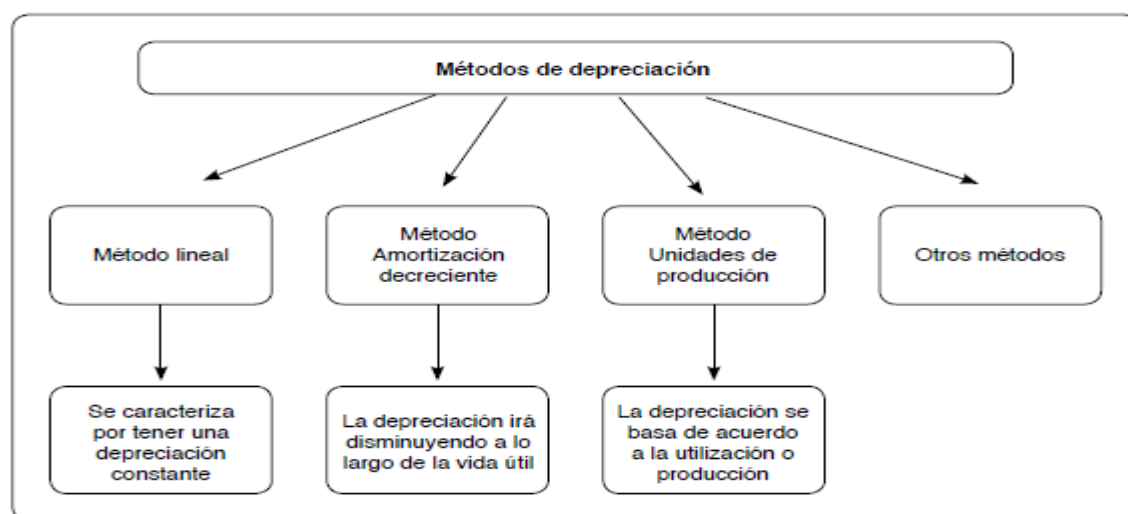 Métodos de depreciación
Método lineal
Método
Amortización
decreciente
Método
Unidades de
producción
Otros métodos
Se caracteriza
por tener una
depreciación
constante
La depreciación irá
disminuyendo a lo
largo de la vida útil
La depreciación se
basa de acuerdo
a la utilización o
producción